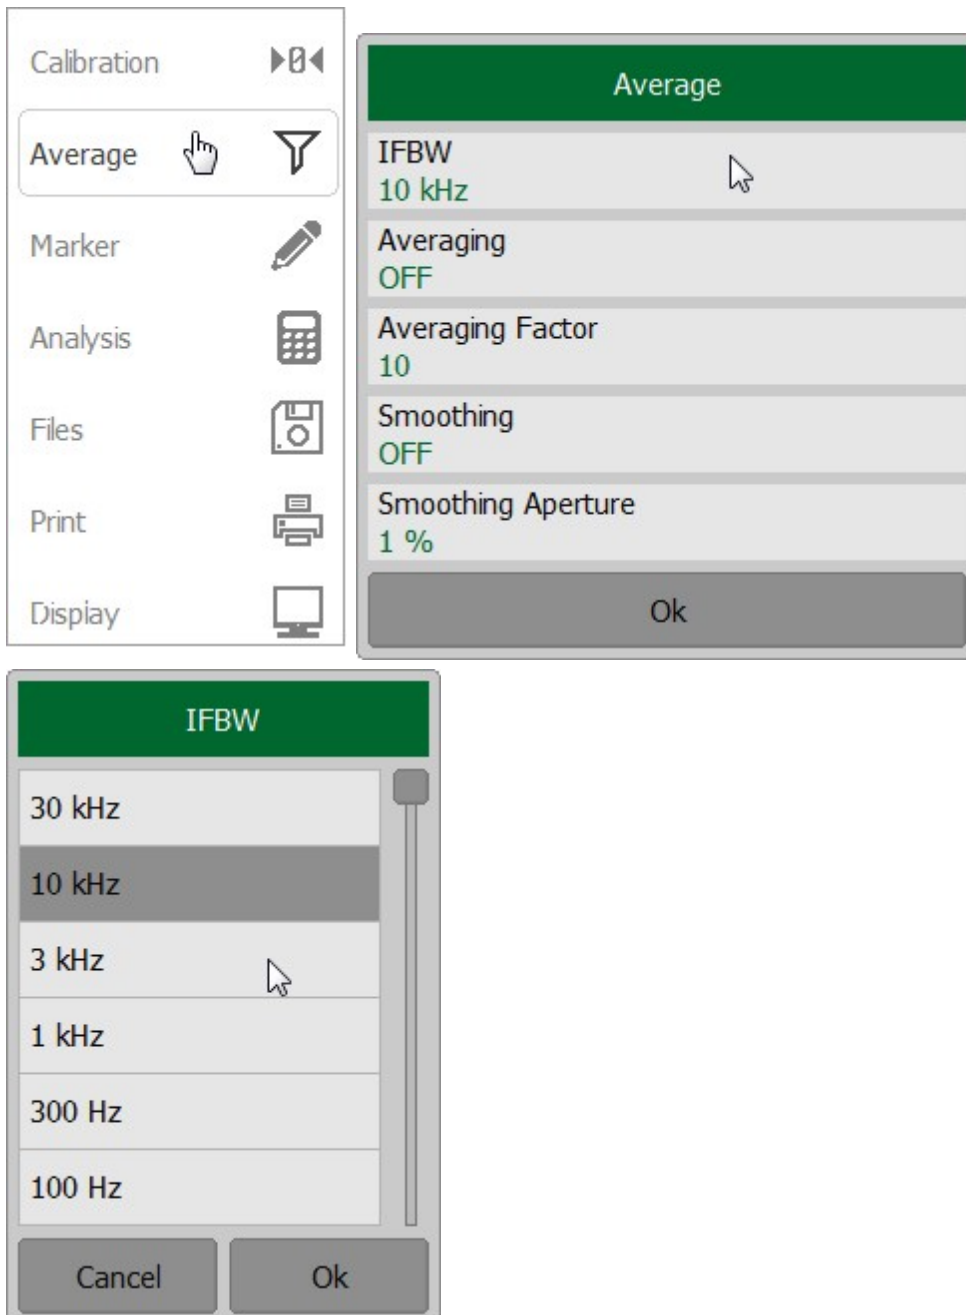 Calibration
Average
Marker
Analysis
Files
Print
Display
Average
IFBW
10 kHz
Averaging
OFF
Averaging Factor
10
Smoothing
OFF
Smoothing Aperture
1 %
Ok
IFBW
30 kHz
10 kHz
3 kHz
1 kHz
300 Hz
100 Hz
Cancel
Ok